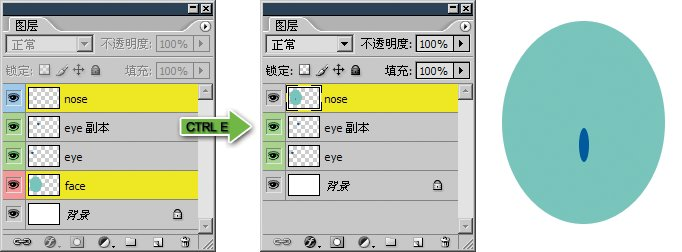 图层
正常
不透明度: 100%
锁定:
填充: 100%
nose
eye 副本
eye
face
背景
CTRL E
图层
正常
不透明度: 100%
锁定:
填充: 100%
nose
eye 副本
eye
背景